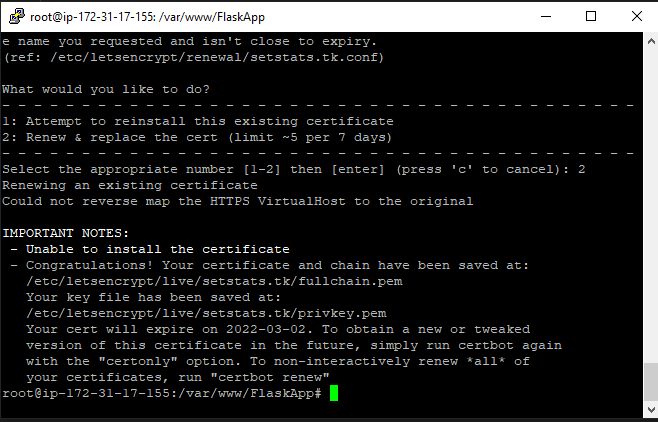 root@ip-172-31-17-155: /var/www/FlaskApp
e name you requested and isn't close to expiry.
(ref: /etc/letsencrypt/renewal/setstats.tk.conf)
What would you like to do?
- - - - - - - - - - - - - - - - - - - - - - - - - - - - - - - - - - - - - - - -
1: Attempt to reinstall this existing certificate
2: Renew & replace the cert (limit ~5 per 7 days)
- - - - - - - - - - - - - - - - - - - - - - - - - - - - - - - - - - - - - - - -
Select the appropriate number [1-2] then [enter] (press 'c' to cancel): 2
Renewing an existing certificate
Could not reverse map the HTTPS VirtualHost to the original
IMPORTANT NOTES:
- Unable to install the certificate
- Congratulations! Your certificate and chain have been saved at:
/etc/letsencrypt/live/setstats.tk/fullchain.pem
Your key file has been saved at:
/etc/letsencrypt/live/setstats.tk/privkey.pem
Your cert will expire on 2022-03-02. To obtain a new or tweaked
version of this certificate in the future, simply run certbot again
with the "certonly" option. To non-interactively renew *all* of
your certificates, run "certbot renew"
root@ip-172-31-17-155:/var/www/FlaskApp#